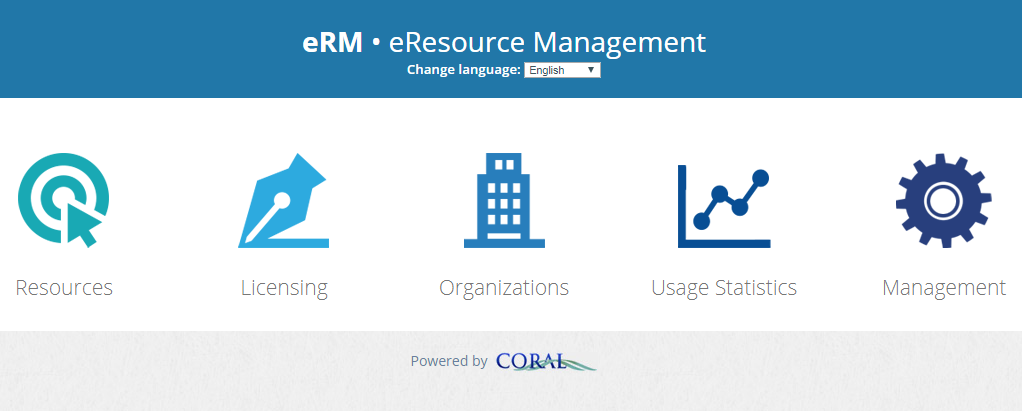 eRM • eResource Management
Change language: English
Resources
Licensing
Organizations
Usage Statistics
Management
Powered by CORAL